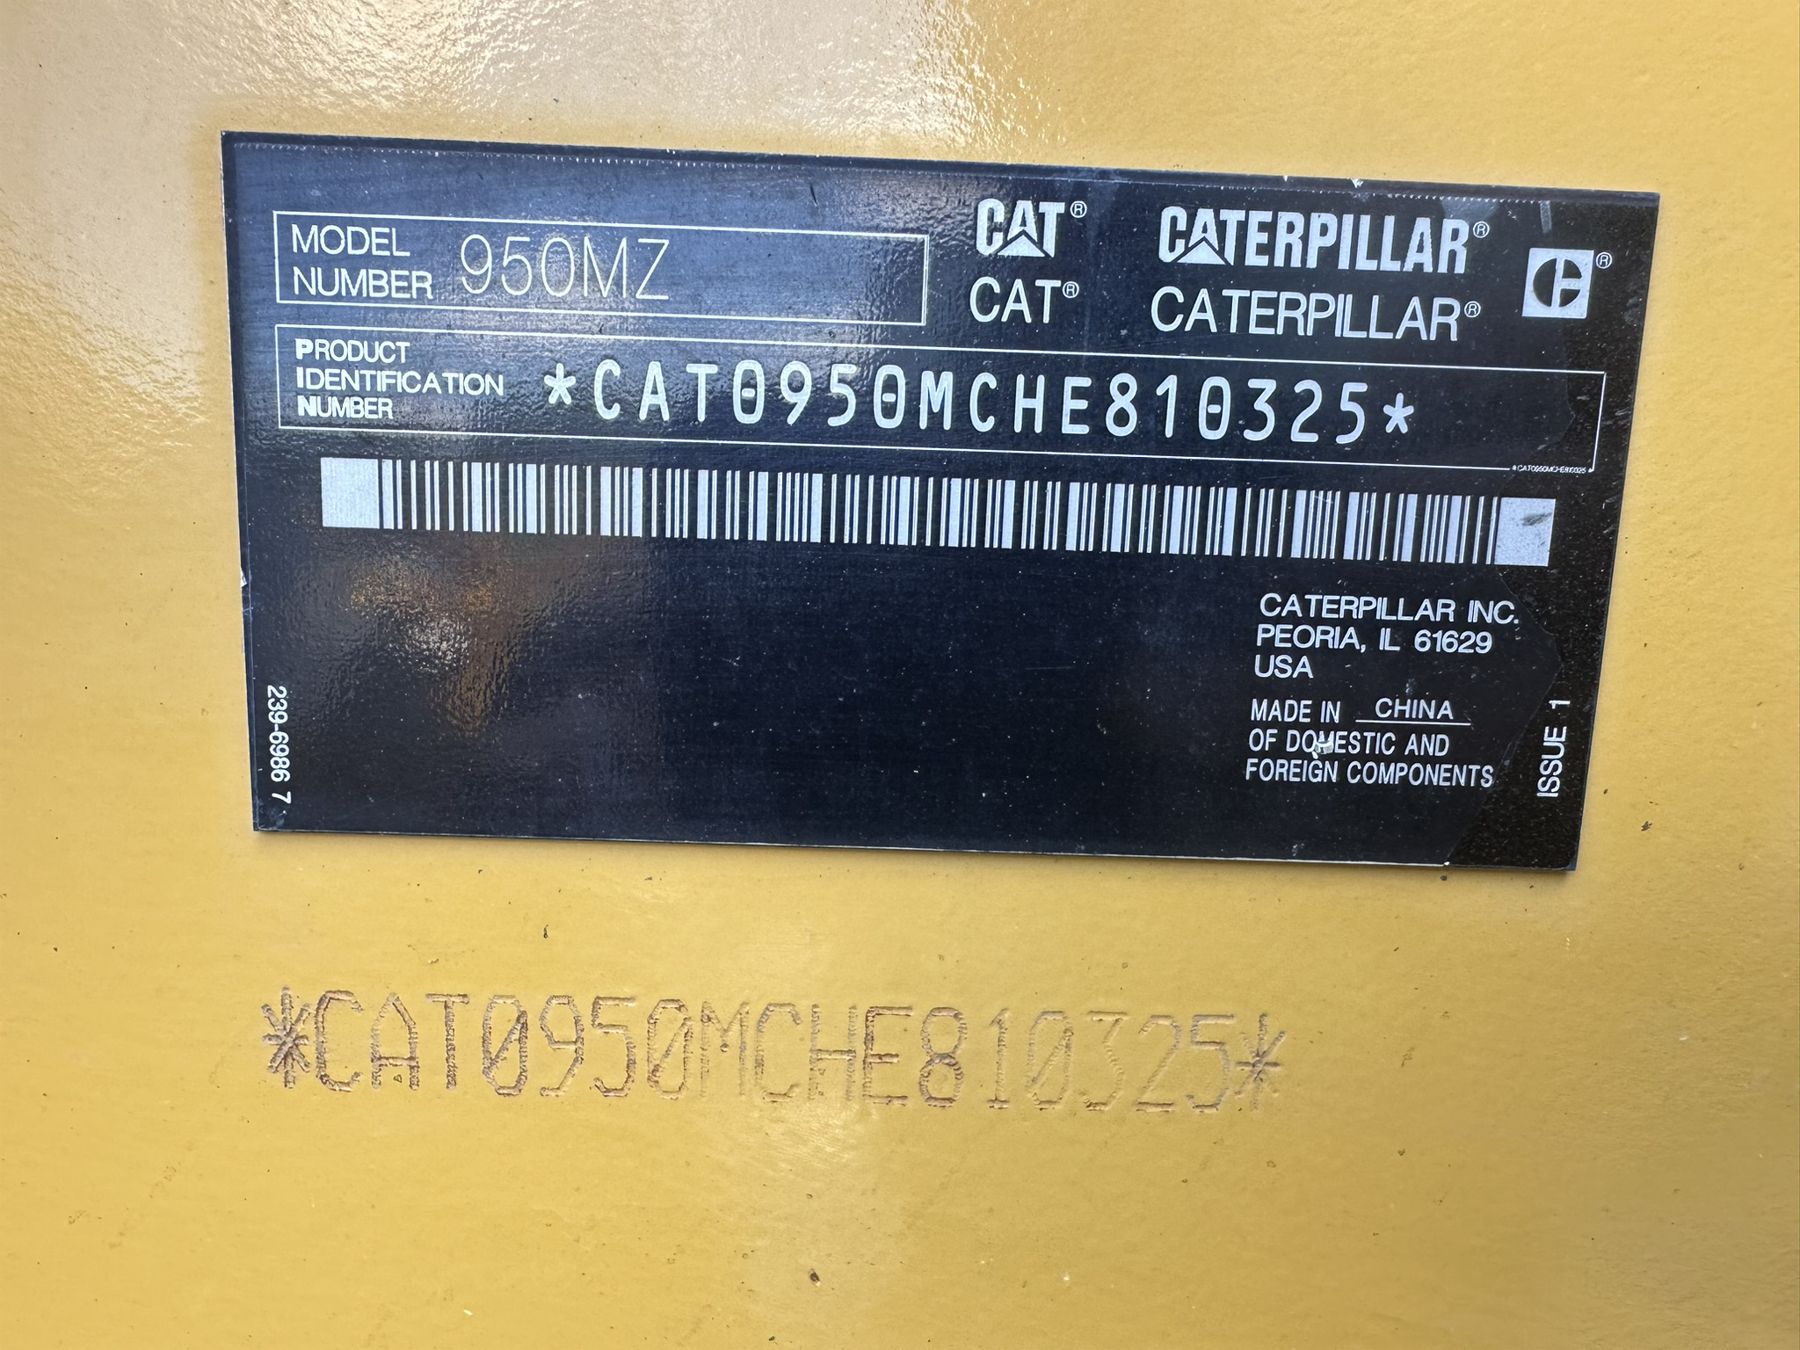 MODEL NUMBER 950MZ
CAT® CATERPILLAR®
CAT® CATERPILLAR®
PRODUCT IDENTIFICATION NUMBER *CAT0950MCHE810325*
*CAT0950MCHE810325*
CATERPILLAR INC.
PEORIA, IL 61629
USA
MADE IN CHINA
OF DOMESTIC AND
FOREIGN COMPONENTS
239-6986 7
ISSUE 1
*CAT0950MCHE810325*